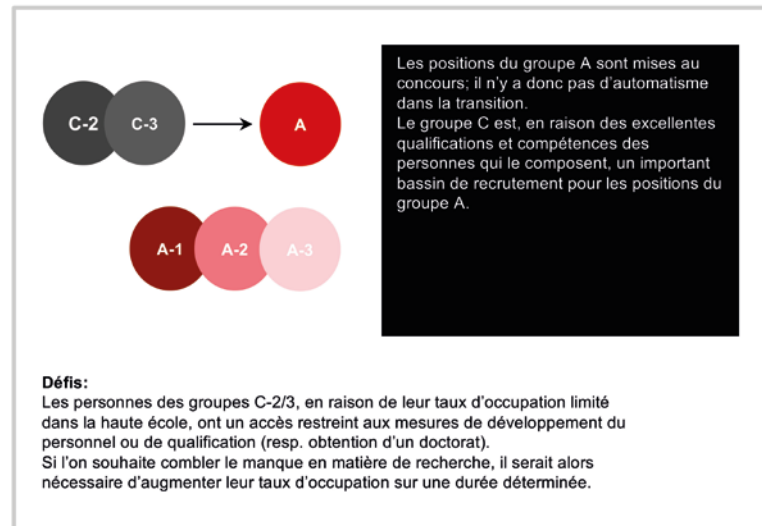 C-2
C-3
A
Les positions du groupe A sont mises au
concours; il n'y a donc pas d'automatisme
dans la transition.
Le groupe C est, en raison des excellentes
qualifications et compétences des
personnes qui le composent, un important
bassin de recrutement pour les positions du
groupe A.
A-1
A-2
A-3
Défis:
Les personnes des groupes C-2/3, en raison de leur taux d'occupation limité
dans la haute école, ont un accès restreint aux mesures de développement du
personnel ou de qualification (resp. obtention d'un doctorat).
Si l'on souhaite combler le manque en matière de recherche, il serait alors
nécessaire d'augmenter leur taux d'occupation sur une durée déterminée.